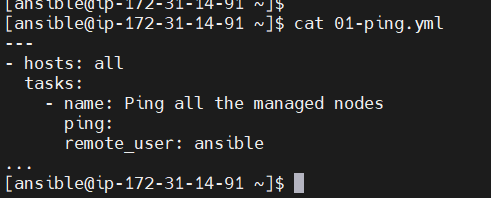 [ansible@ip-172-31-14-91 ~]$
[ansible@ip-172-31-14-91 ~]$ cat 01-ping.yml
---
- hosts: all
  tasks:
    - name: Ping all the managed nodes
      ping:
      remote_user: ansible
...
[ansible@ip-172-31-14-91 ~]$